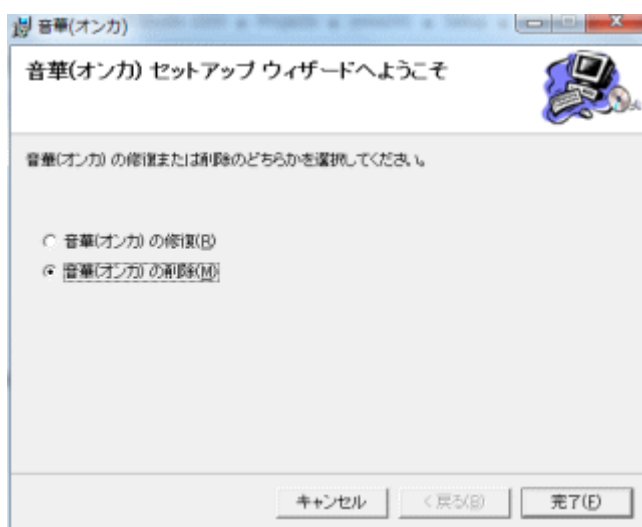 音華(オンカ)
音華(オンカ) セットアップ ウィザードへようこそ
音華(オンカ) の修復または削除のどちらかを選択してください。
音華(オンカ) の修復(R)
音華(オンカ) の削除(M)
キャンセル
< 戻る(B)
完了(F)